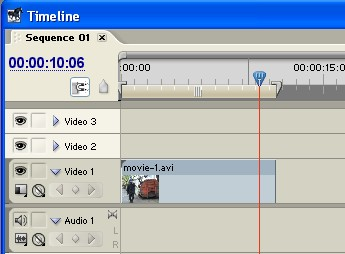 Timeline
Sequence 01
00:00:10:06
:00:00
00:00:15:0
Video 3
Video 2
Video 1
movie-1.avi
Audio 1
L
R